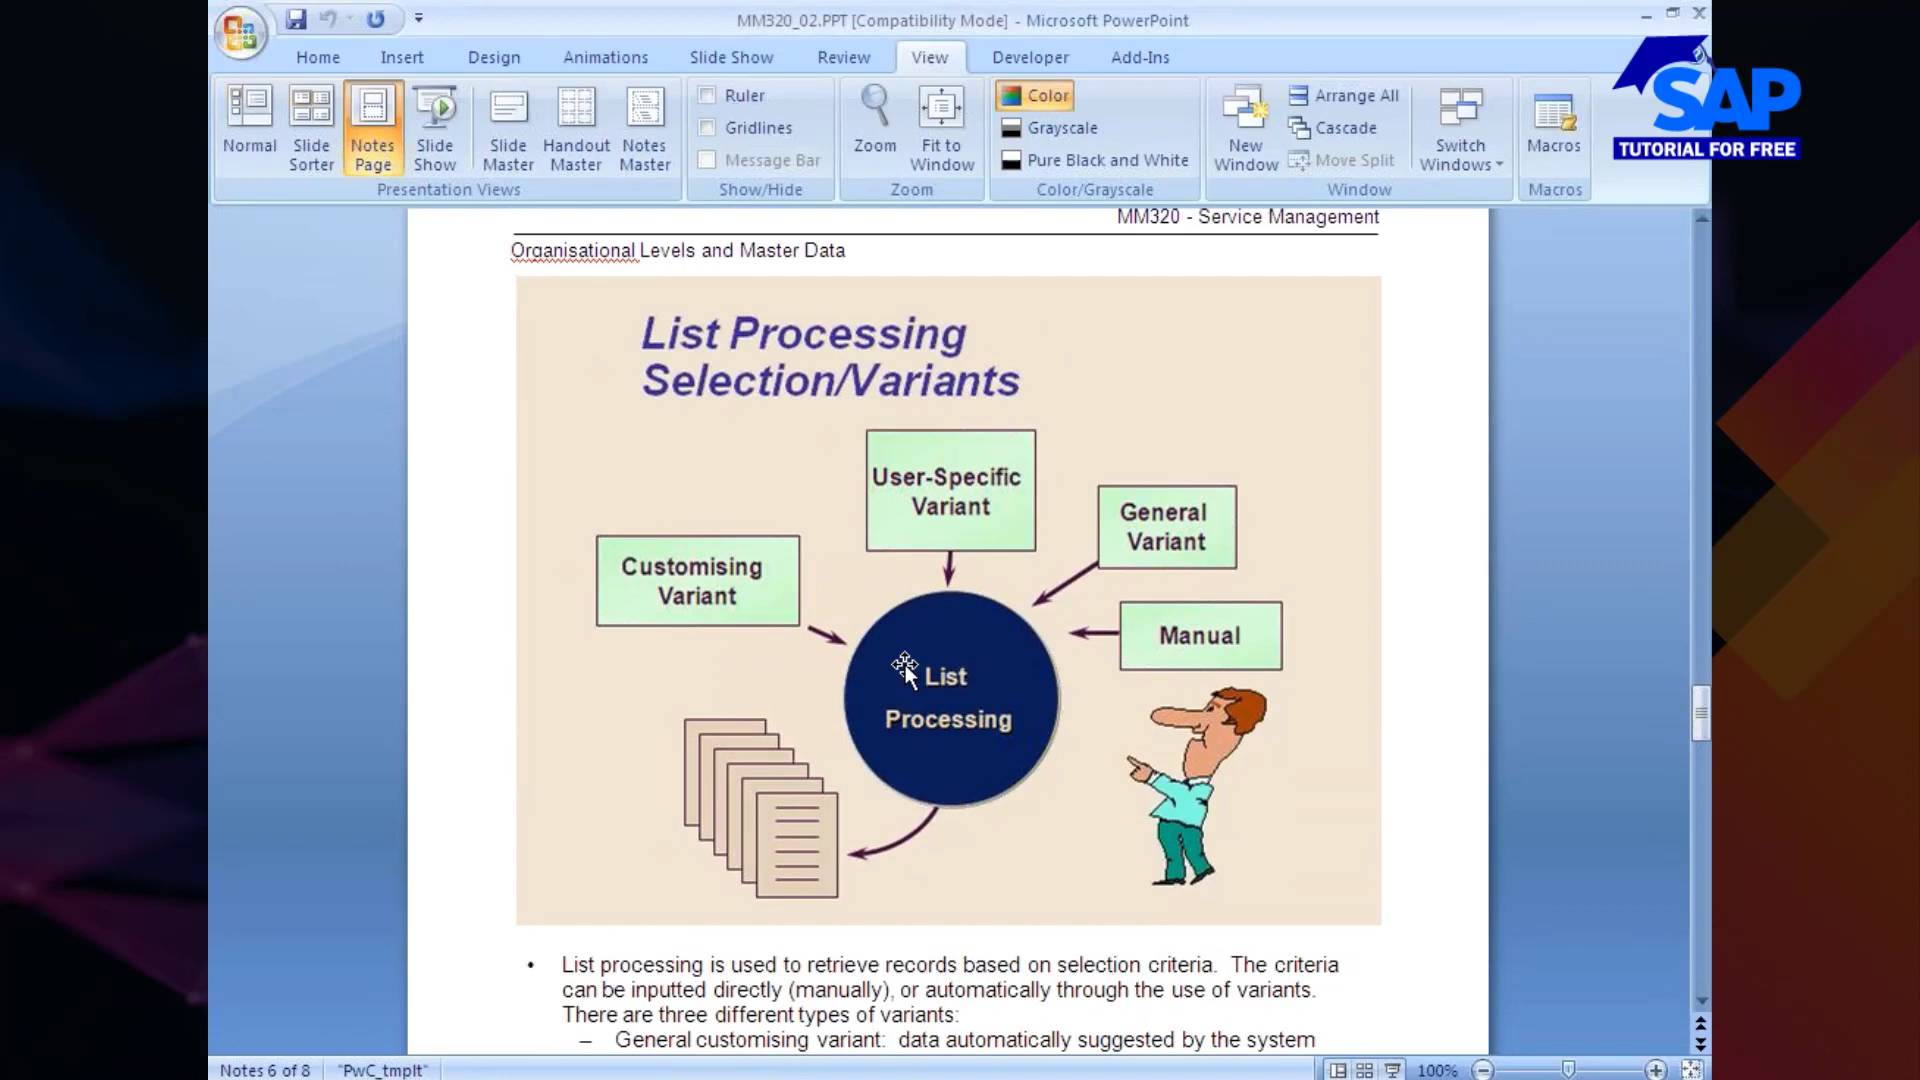 MM320_02.PPT [Compatibility Mode] - Microsoft PowerPoint
Home Insert Design Animations Slide Show Review View Developer Add-Ins
Normal
Slide Sorter
Notes Page
Slide Show
Slide Master
Handout Master
Notes Master
Presentation Views
Ruler
Gridlines
Message Bar
Show/Hide
Zoom
Fit to Window
Zoom
Color
Grayscale
Pure Black and White
Color/Grayscale
New Window
Arrange All
Cascade
Move Split
Window
Switch Windows
Macros
Macros
SAP
TUTORIAL FOR FREE
MM320 - Service Management
Organisational Levels and Master Data
List Processing
Selection/Variants
User-Specific
Variant
General
Variant
Customising
Variant
Manual
List
Processing
• List processing is used to retrieve records based on selection criteria. The criteria
can be inputted directly (manually), or automatically through the use of variants.
There are three different types of variants:
– General customising variant: data automatically suggested by the system
Notes 6 of 8 "PwC_tmplt" 100%